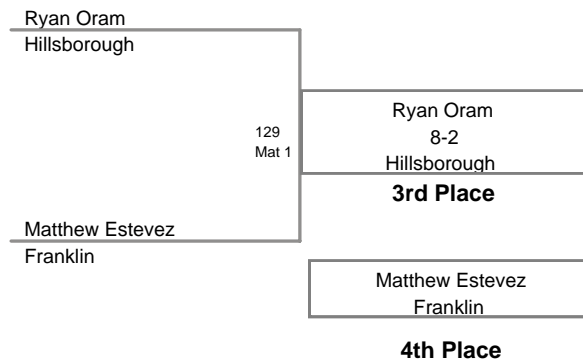 Ryan Oram
Hillsborough
129
Mat 1
Ryan Oram
8-2
Hillsborough
3rd Place
Matthew Estevez
Franklin
Matthew Estevez
Franklin
4th Place